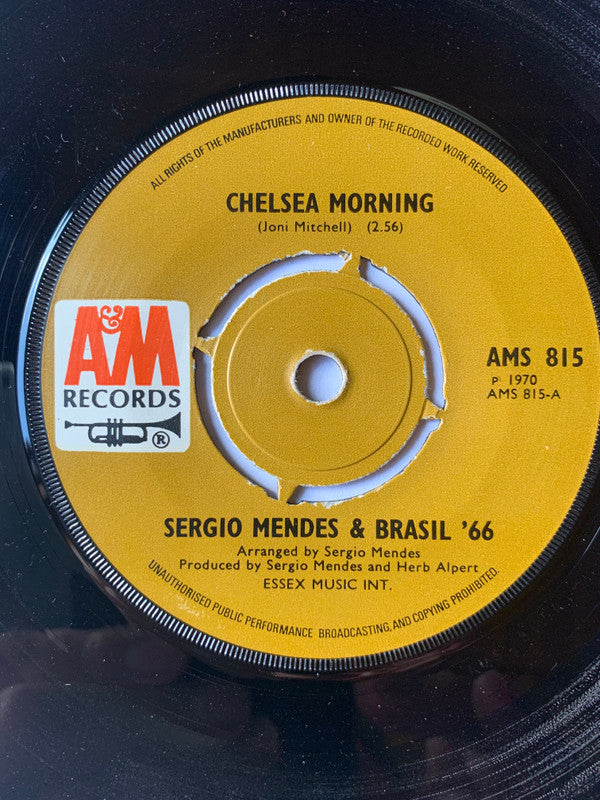 ALL RIGHTS OF THE MANUFACTURERS AND OWNER OF THE RECORDED WORK RESERVED
CHELSEA MORNING
(Joni Mitchell) (2.56)
A&M
RECORDS
®
AMS 815
P 1970
AMS 815-A
SERGIO MENDES & BRASIL '66
Arranged by Sergio Mendes
Produced by Sergio Mendes and Herb Alpert
ESSEX MUSIC INT.
UNAUTHORISED PUBLIC PERFORMANCE BROADCASTING, AND COPYING PROHIBITED.